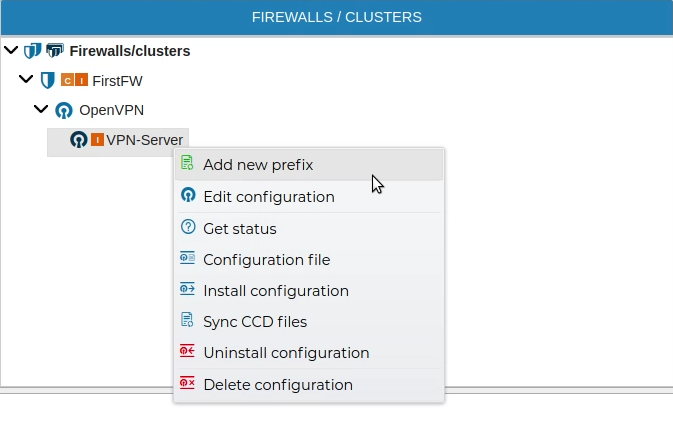 FIREWALLS / CLUSTERS
Firewalls/clusters
C I FirstFW
OpenVPN
I VPN-Server
Add new prefix
Edit configuration
Get status
Configuration file
Install configuration
Sync CCD files
Uninstall configuration
Delete configuration